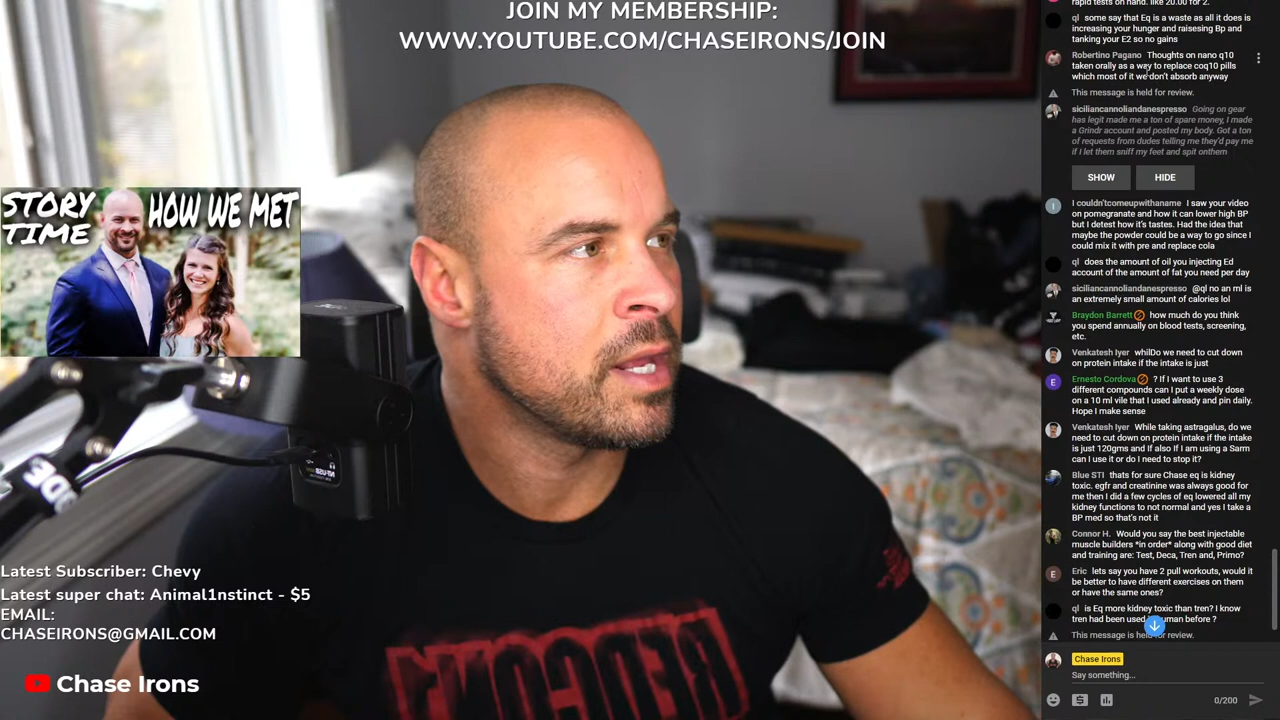 JOIN MY MEMBERSHIP:
WWW.YOUTUBE.COM/CHASEIRONS/JOIN
STORY TIME
HOW WE MET
Latest Subscriber: Chevy
Latest super chat: Animal1nstinct - $5
EMAIL:
CHASEIRONS@GMAIL.COM
Chase Irons
REDCON
rapid tests on hand. like 20.00 for 2.
ql some say that Eq is a waste as all it does is
increasing your hunger and raisesing Bp and
tanking your E2 so no gains
Robertino Pagano Thoughts on nano q10
taken orally as a way to replace coq10 pills
which most of it we don't absorb anyway
This message is held for review.
siciliancannoliandanespresso Going on gear
has legit made me a ton of spare money, I made
a Grindr account and posted my body. Got a ton
of requests from dudes telling me they'd pay me
if I let them sniff my feet and spit onthem
SHOW HIDE
I couldn'tcomeupwithaname I saw your video
on pomegranate and how it can lower high BP
but I detest how it's tastes. Had the idea that
maybe the powder could be a way to go since I
could mix it with pre and replace cola
ql does the amount of oil you injecting Ed
account of the amount of fat you need per day
siciliancannoliandanespresso @ql no an ml is
an extremely small amount of calories lol
Braydon Barrett how much do you think
you spend annually on blood tests, screening,
etc.
Venkatesh Iyer whilDo we need to cut down
on protein intake if the intake is just
Ernesto Cordova ? If I want to use 3
different compounds can I put a weekly dose
on a 10 ml vile that I used already and pin daily.
Hope I make sense
Venkatesh Iyer While taking astragalus, do we
need to cut down on protein intake if the intake
is just 120gms and If also If I am using a Sarm
can I use it or do I need to stop it?
Blue STI thats for sure Chase eq is kidney
toxic. egfr and creatinine was always good for
me then I did a few cycles of eq lowered all my
kidney functions to not normal and yes I take a
BP med so that's not it
Connor H. Would you say the best injectable
muscle builders *in order* along with good diet
and training are: Test, Deca, Tren and, Primo?
Eric lets say you have 2 pull workouts, would it
be better to have different exercises on them
or have the same ones?
ql is Eq more kidney toxic than tren? I know
tren had been used human before ?
This message is held for review.
Chase Irons
Say something...
0/200